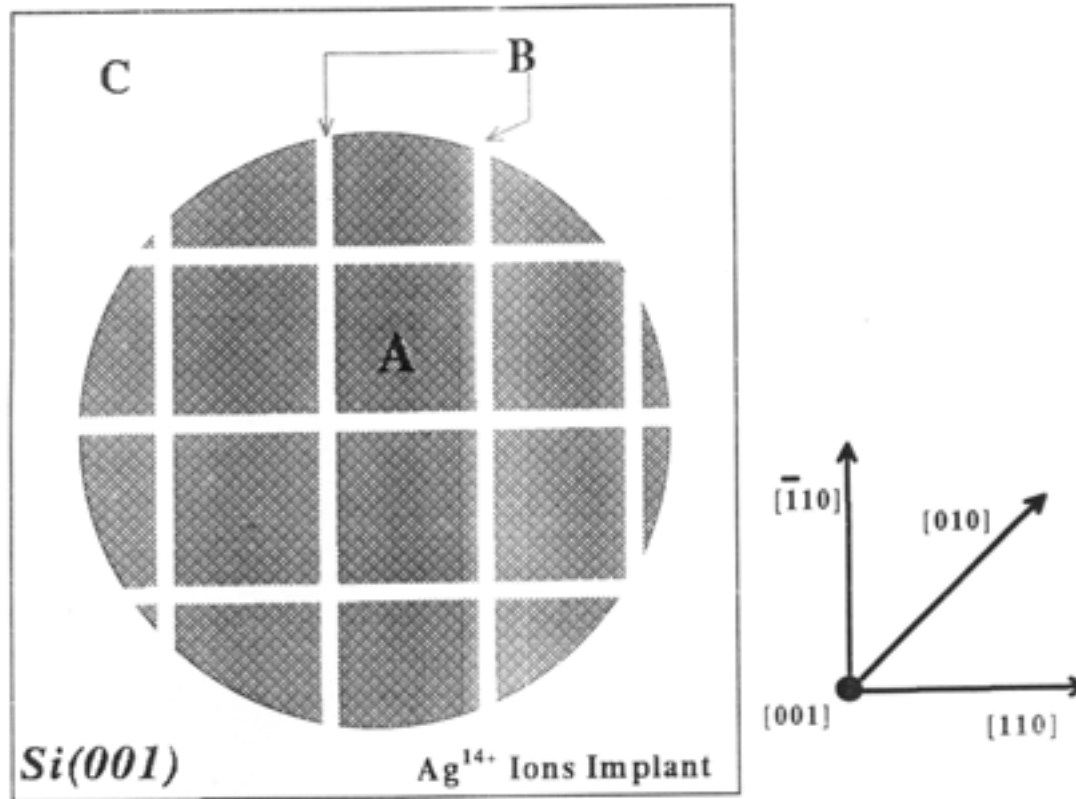 C
B
A
[1̄10]
[010]
[001]
[110]
Si(001)
Ag¹⁴⁺ Ions Implant